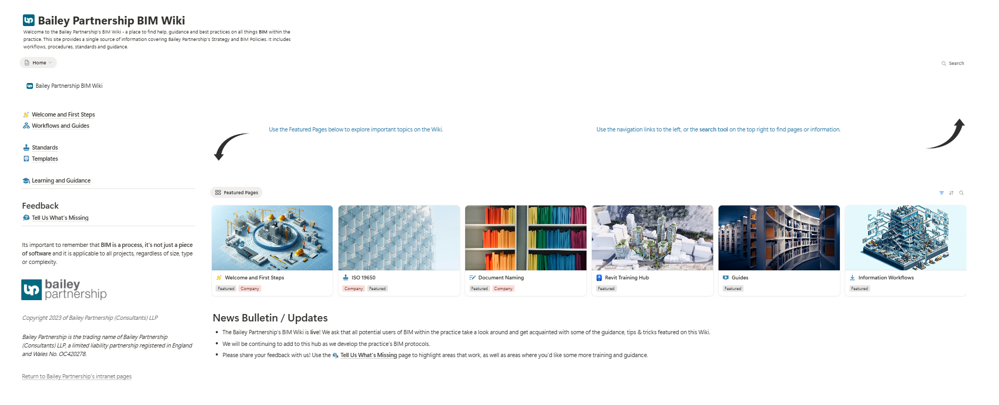 Bailey Partnership BIM Wiki
Welcome to the Bailey Partnership's BIM Wiki - a place to find help, guidance and best practices on all things BIM within the
practice. This site provides a single source of information covering Bailey Partnership's Strategy and BIM Policies. It includes
workflows, procedures, standards and guidance.
Home
Search
Bailey Partnership BIM Wiki
Welcome and First Steps
Workflows and Guides
Standards
Templates
Learning and Guidance
Feedback
Tell Us What's Missing
Its important to remember that BIM is a process, it's not just a piece
of software and it is applicable to all projects, regardless of size, type
or complexity.
bailey
partnership
Copyright 2023 of Bailey Partnership (Consultants) LLP
Bailey Partnership is the trading name of Bailey Partnership
(Consultants) LLP, a limited liability partnership registered in England
and Wales No. OC420278.
Return to Bailey Partnership's intranet pages
Use the Featured Pages below to explore important topics on the Wiki.
Use the navigation links to the left, or the search tool on the top right to find pages or information.
Featured Pages
Welcome and First Steps
Featured Company
ISO 19650
Company Featured
Document Naming
Featured Company
Revit Training Hub
Featured
Guides
Featured
Information Workflows
Featured
News Bulletin / Updates
• The Bailey Partnership's BIM Wiki is live! We ask that all potential users of BIM within the practice take a look around and get acquainted with some of the guidance, tips & tricks featured on this Wiki.
• We will be continuing to add to this hub as we develop the practice's BIM protocols.
• Please share your feedback with us! Use the Tell Us What's Missing page to highlight areas that work, as well as areas where you'd like some more training and guidance.